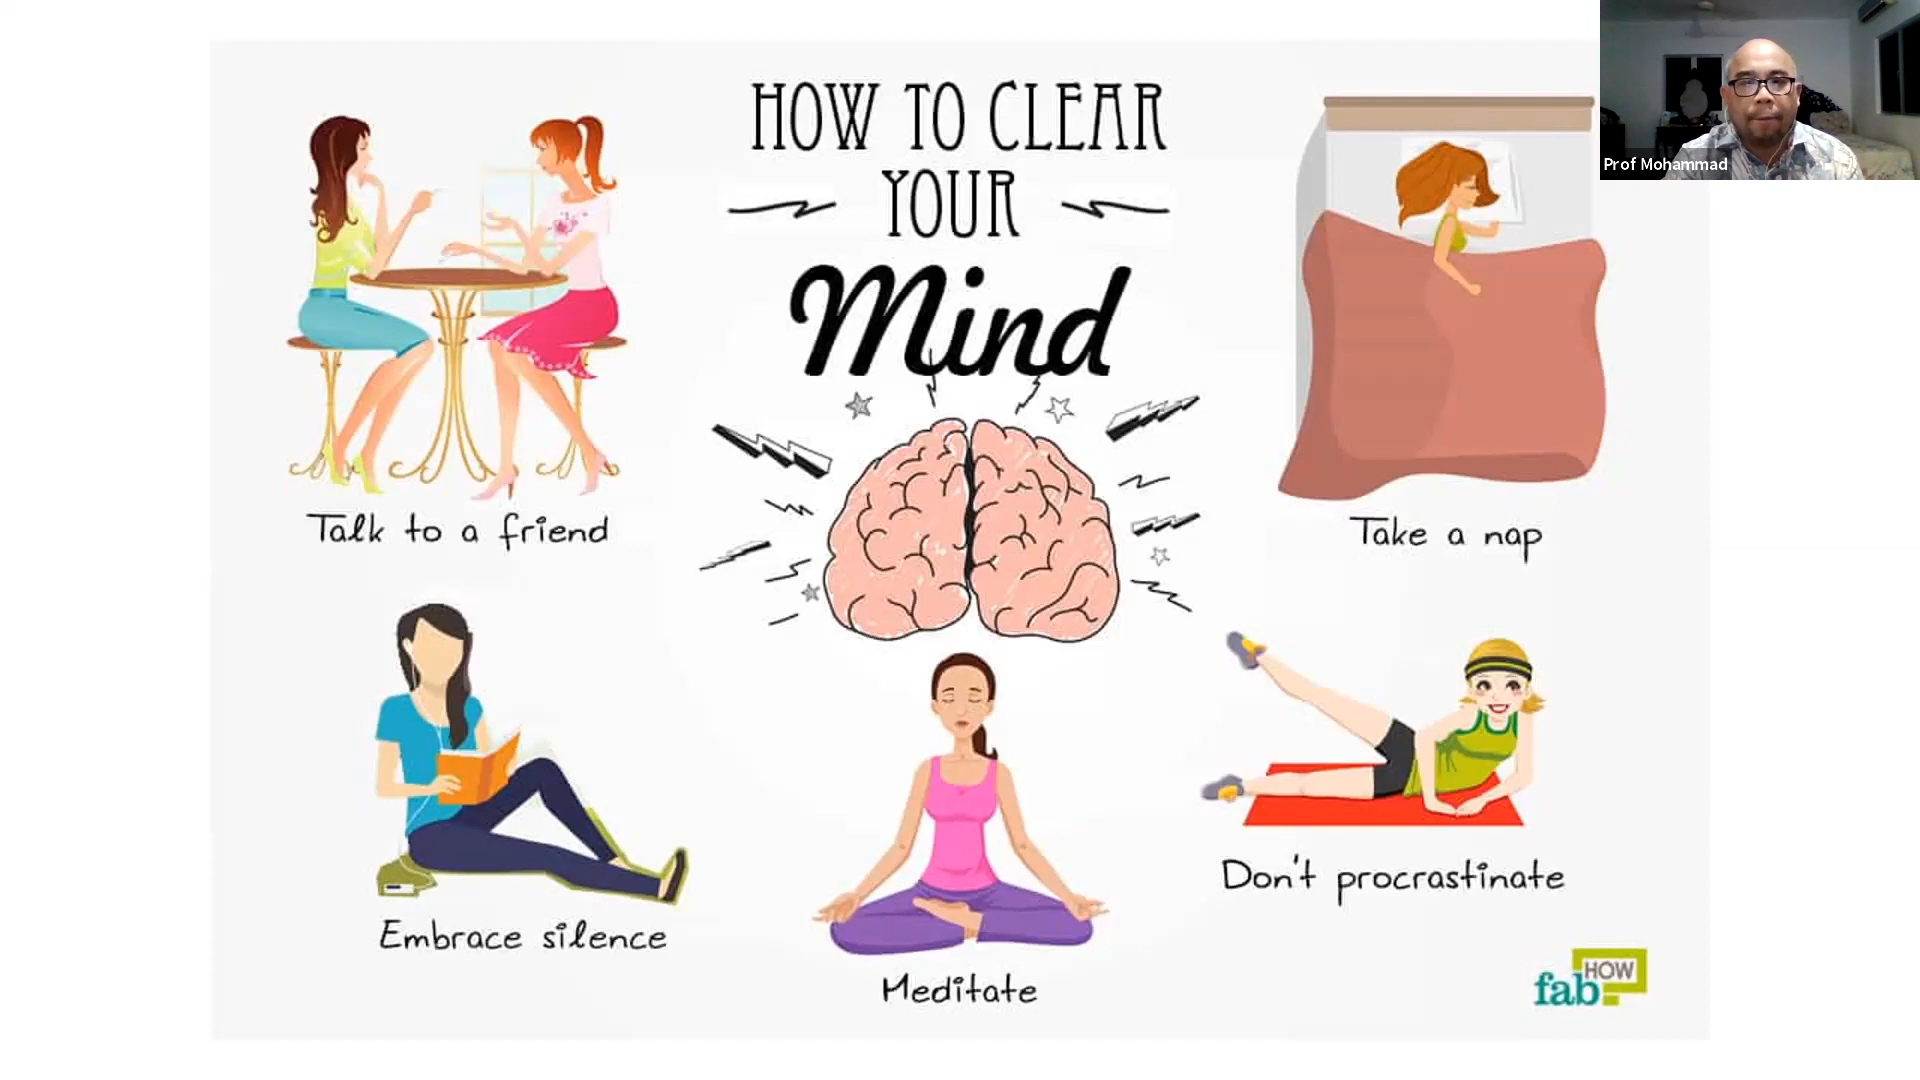 HOW TO CLEAR
YOUR
Mind
Prof Mohammad
Talk to a friend
Take a nap
Embrace silence
Meditate
Don't procrastinate
fab HOW